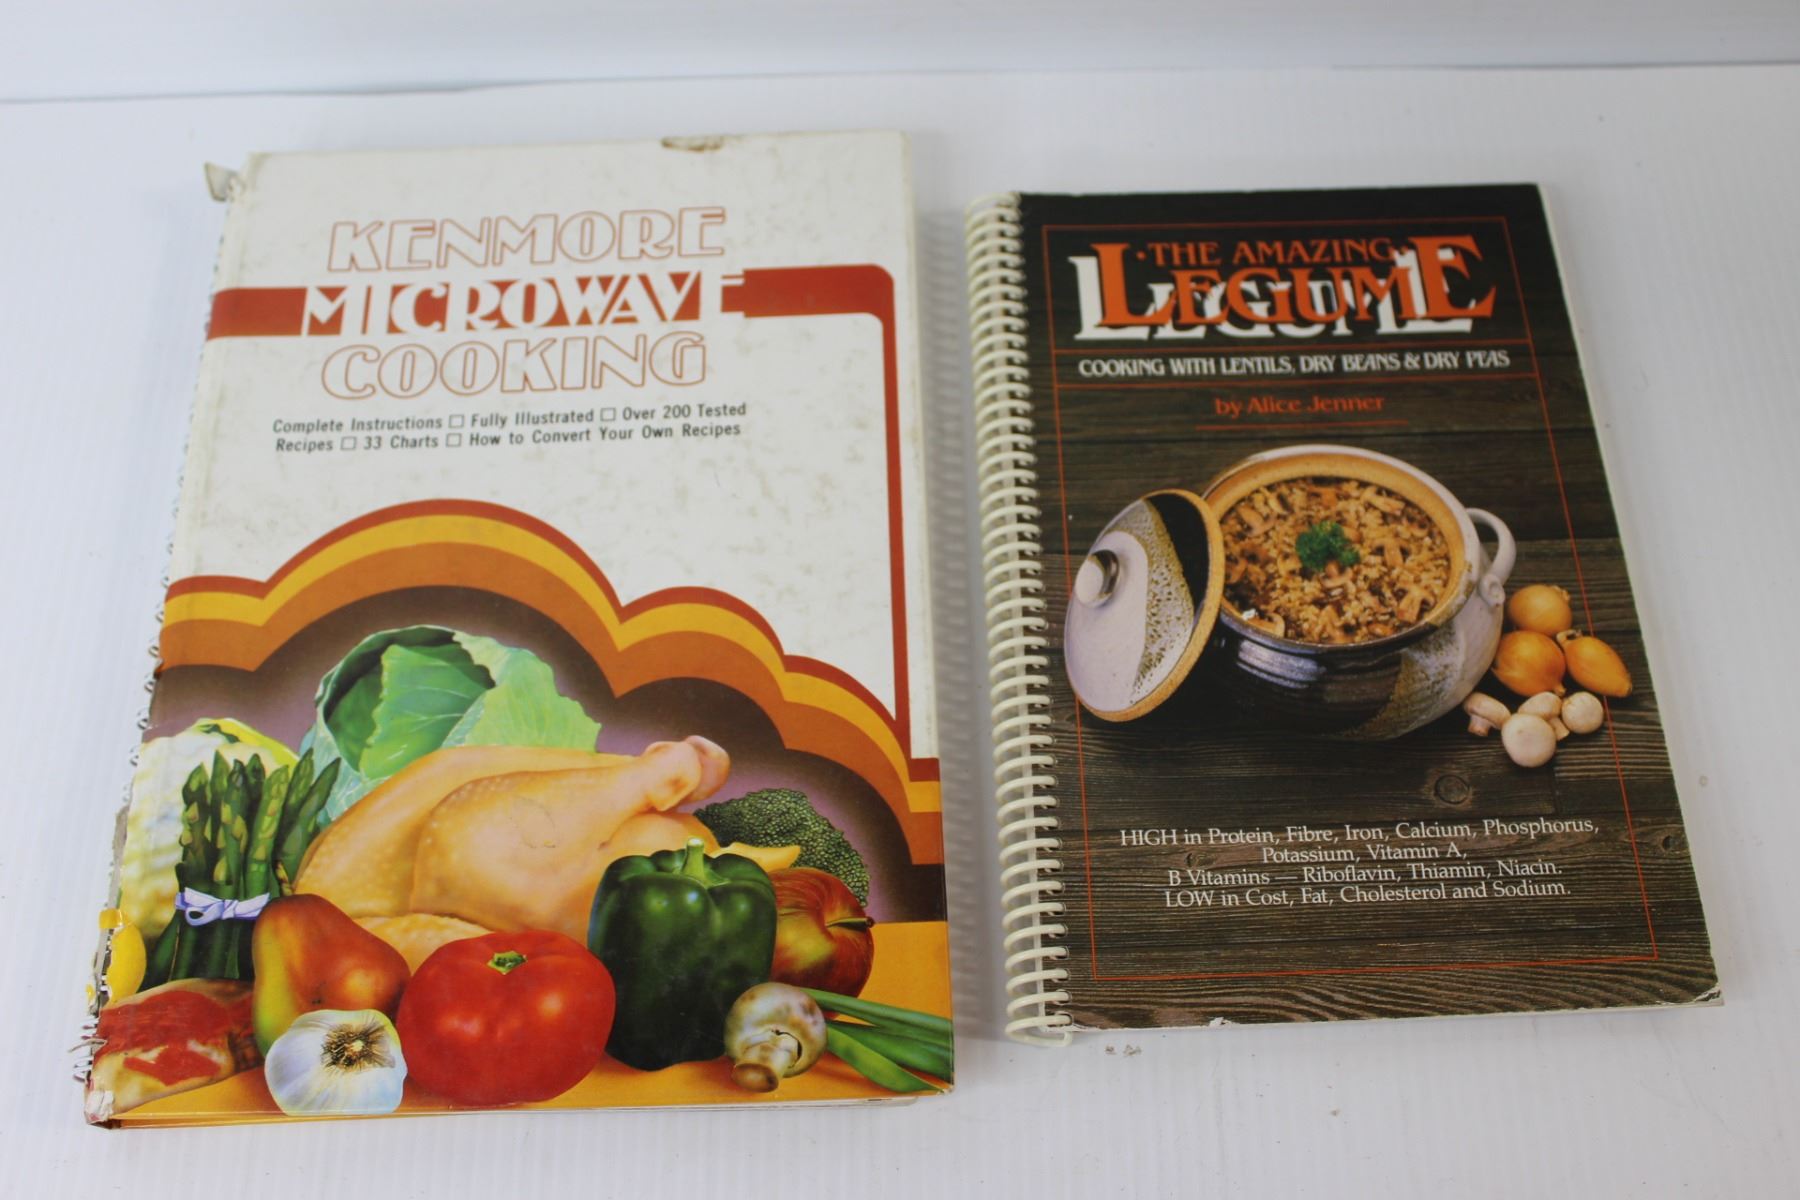 KENMORE
MICROWAVE
COOKING
Complete Instructions □ Fully Illustrated □ Over 200 Tested
Recipes □ 33 Charts □ How to Convert Your Own Recipes
·THE AMAZING·
LEGUME
COOKING WITH LENTILS, DRY BEANS & DRY PEAS
by Alice Jenner
HIGH in Protein, Fibre, Iron, Calcium, Phosphorus,
Potassium, Vitamin A,
B Vitamins — Riboflavin, Thiamin, Niacin.
LOW in Cost, Fat, Cholesterol and Sodium.